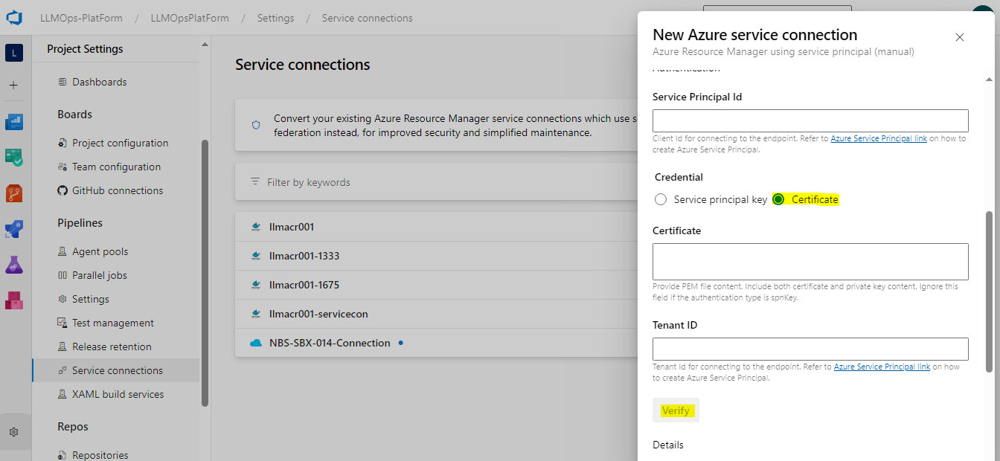 LLMOps-PlatForm / LLMOpsPlatForm / Settings / Service connections
L
Project Settings
Dashboards
Boards
Project configuration
Team configuration
GitHub connections
Pipelines
Agent pools
Parallel jobs
Settings
Test management
Release retention
Service connections
XAML build services
Repos
Repositories
Service connections
Convert your existing Azure Resource Manager service connections which use s
federation instead, for improved security and simplified maintenance.
Filter by keywords
llmacr001
llmacr001-1333
llmacr001-1675
llmacr001-servicecon
NBS-SBX-014-Connection
New Azure service connection
Azure Resource Manager using service principal (manual)
Authentication
Service Principal Id
Client Id for connecting to the endpoint. Refer to Azure Service Principal link on how to
create Azure Service Principal.
Credential
Service principal key Certificate
Certificate
Provide PEM file content. Include both certificate and private key content. Ignore this
field if the authentication type is spnKey.
Tenant ID
Tenant Id for connecting to the endpoint. Refer to Azure Service Principal link on how
to create Azure Service Principal.
Verify
Details